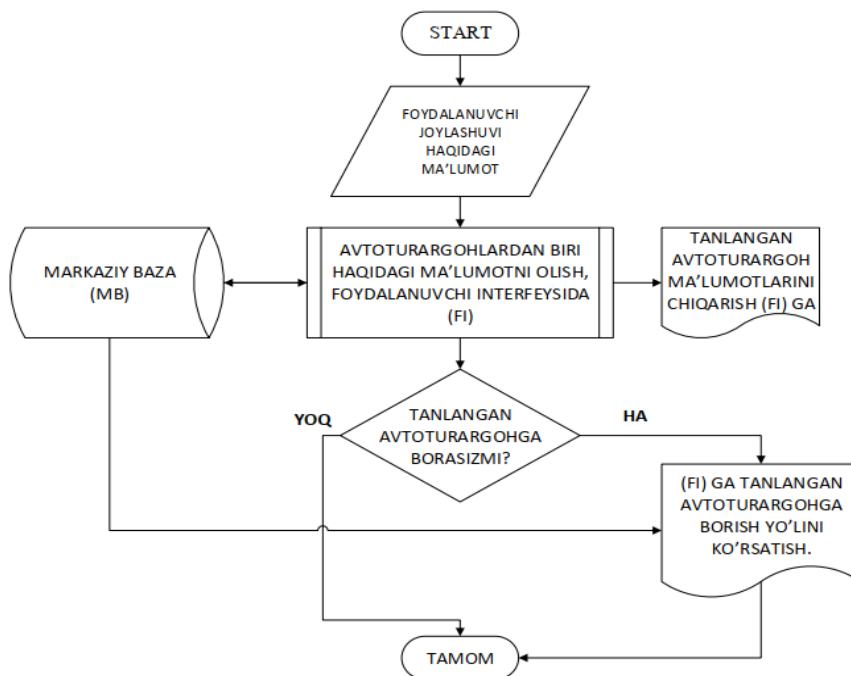 START
FOYDALANUVCHI
JOYLASHUVI
HAQIDAGI
MA'LUMOT
MARKAZIY BAZA
(MB)
AVTOTURARGOHLARDAN BIRI
HAQIDAGI MA'LUMOTNI OLISH,
FOYDALANUVCHI INTERFEYSIDA
(FI)
TANLANGAN
AVTOTURARGOH
MA'LUMOTLARINI
CHIQARISH (FI) GA
YOQ
TANLANGAN
AVTOTURARGOHGA
BORASIZMI?
HA
(FI) GA TANLANGAN
AVTOTURARGOHGA
BORISH YO'LINI
KO'RSATISH.
TAMOM